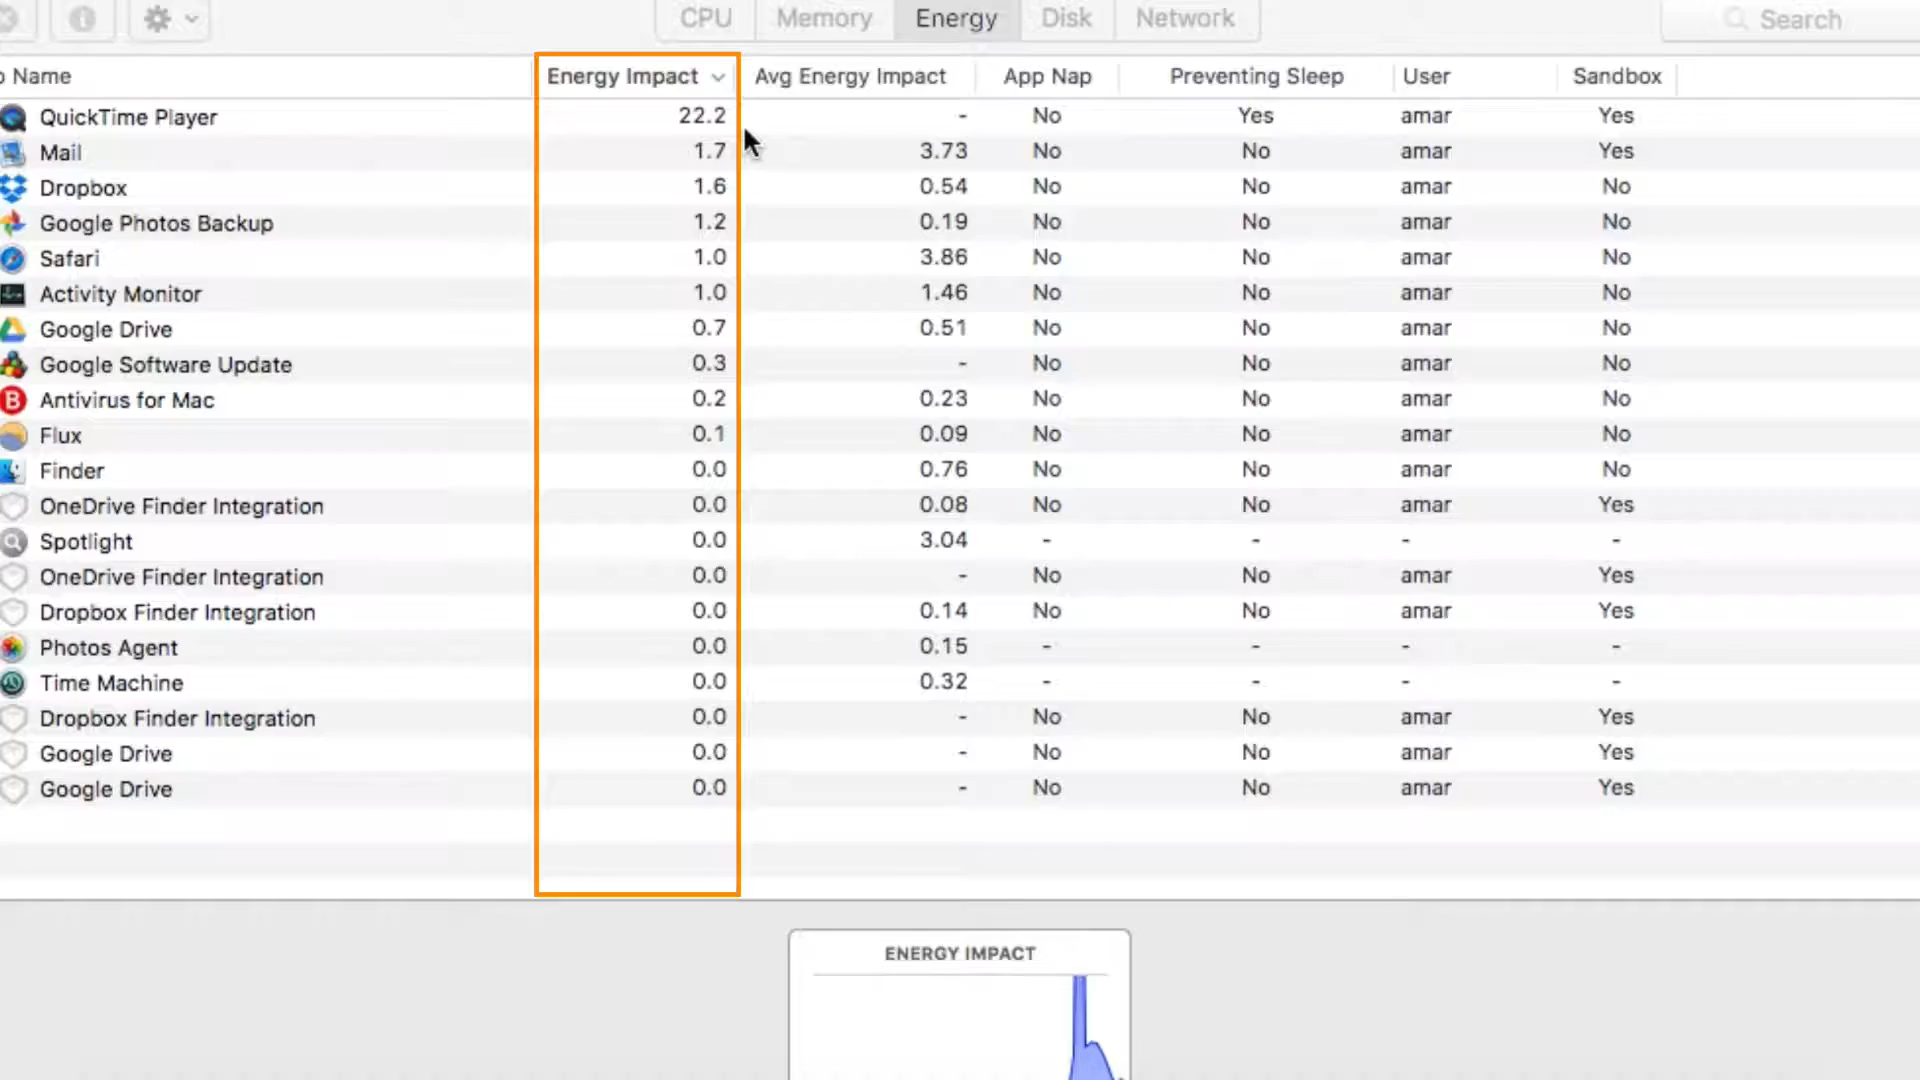 CPU Memory Energy Disk Network Search
Name Energy Impact Avg Energy Impact App Nap Preventing Sleep User Sandbox
QuickTime Player 22.2 - No Yes amar Yes
Mail 1.7 3.73 No No amar Yes
Dropbox 1.6 0.54 No No amar No
Google Photos Backup 1.2 0.19 No No amar No
Safari 1.0 3.86 No No amar No
Activity Monitor 1.0 1.46 No No amar No
Google Drive 0.7 0.51 No No amar No
Google Software Update 0.3 - No No amar No
B Antivirus for Mac 0.2 0.23 No No amar No
Flux 0.1 0.09 No No amar No
Finder 0.0 0.76 No No amar No
OneDrive Finder Integration 0.0 0.08 No No amar Yes
Spotlight 0.0 3.04 - - - -
OneDrive Finder Integration 0.0 - No No amar Yes
Dropbox Finder Integration 0.0 0.14 No No amar Yes
Photos Agent 0.0 0.15 - - - -
Time Machine 0.0 0.32 - - - -
Dropbox Finder Integration 0.0 - No No amar Yes
Google Drive 0.0 - No No amar Yes
Google Drive 0.0 - No No amar Yes
ENERGY IMPACT